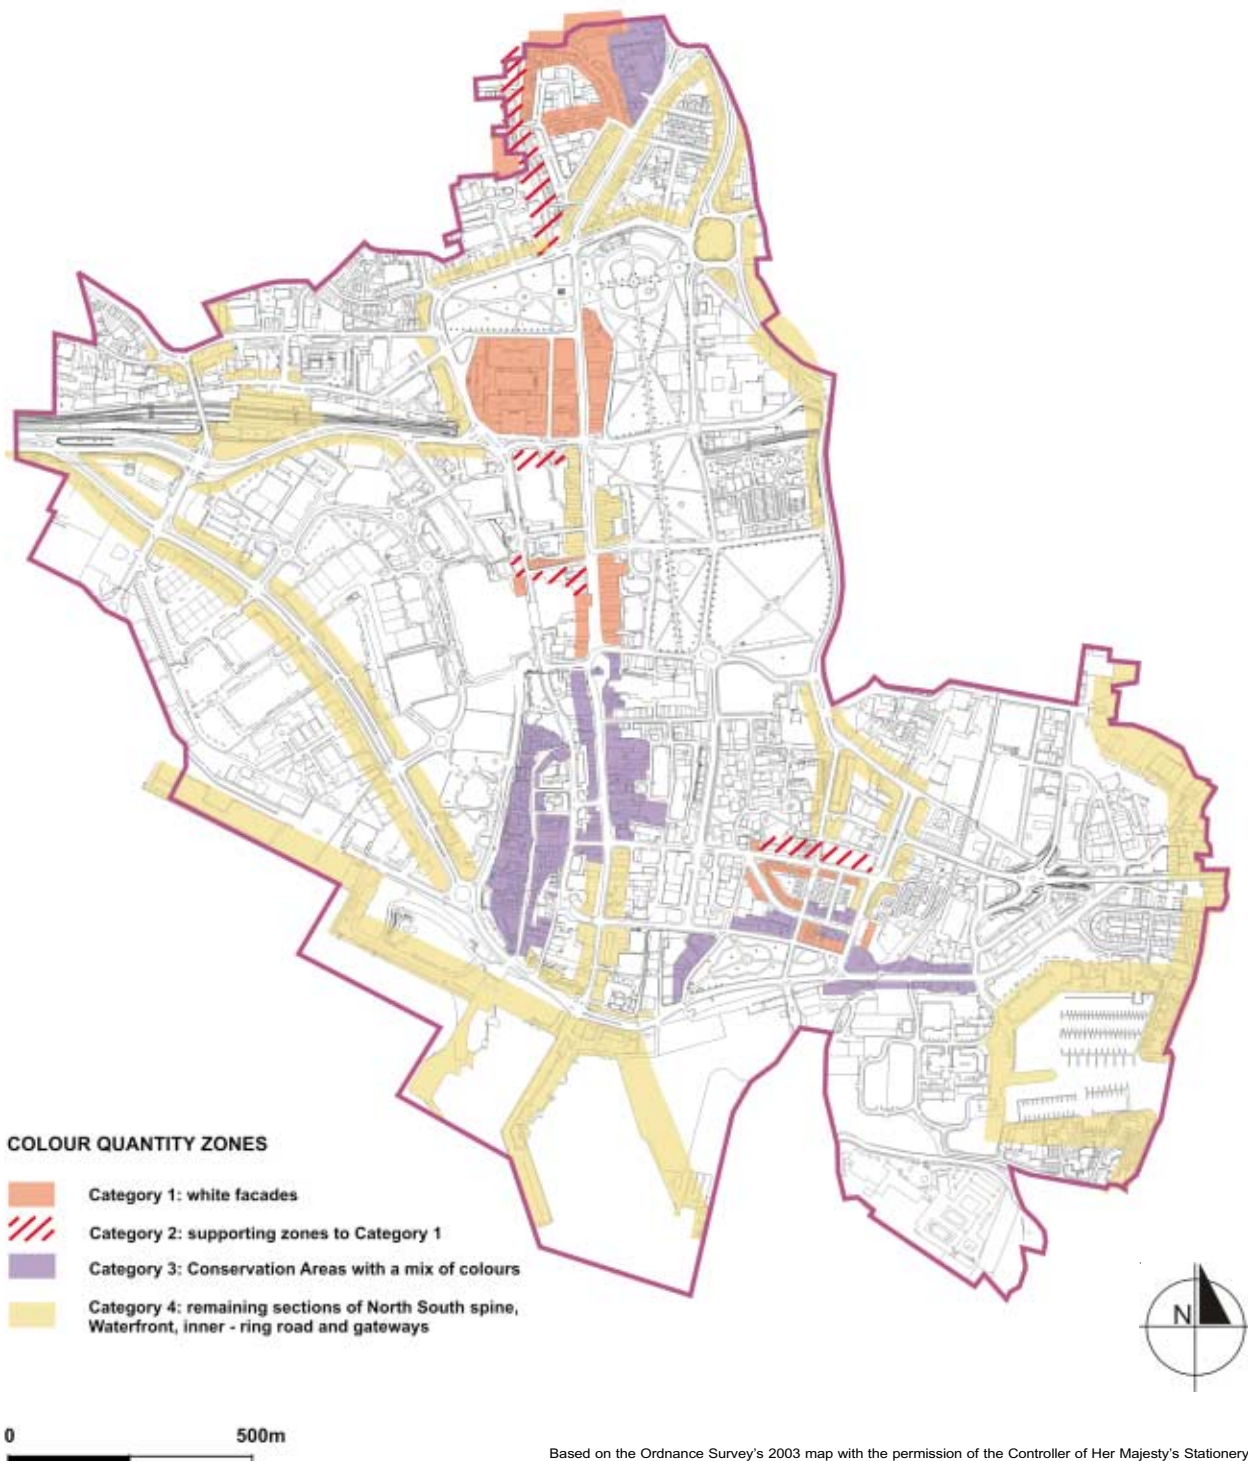 COLOUR QUANTITY ZONES
Category 1: white facades
Category 2: supporting zones to Category 1
Category 3: Conservation Areas with a mix of colours
Category 4: remaining sections of North South spine,
Waterfront, inner - ring road and gateways
N
0 500m
Based on the Ordnance Survey's 2003 map with the permission of the Controller of Her Majesty's Stationery